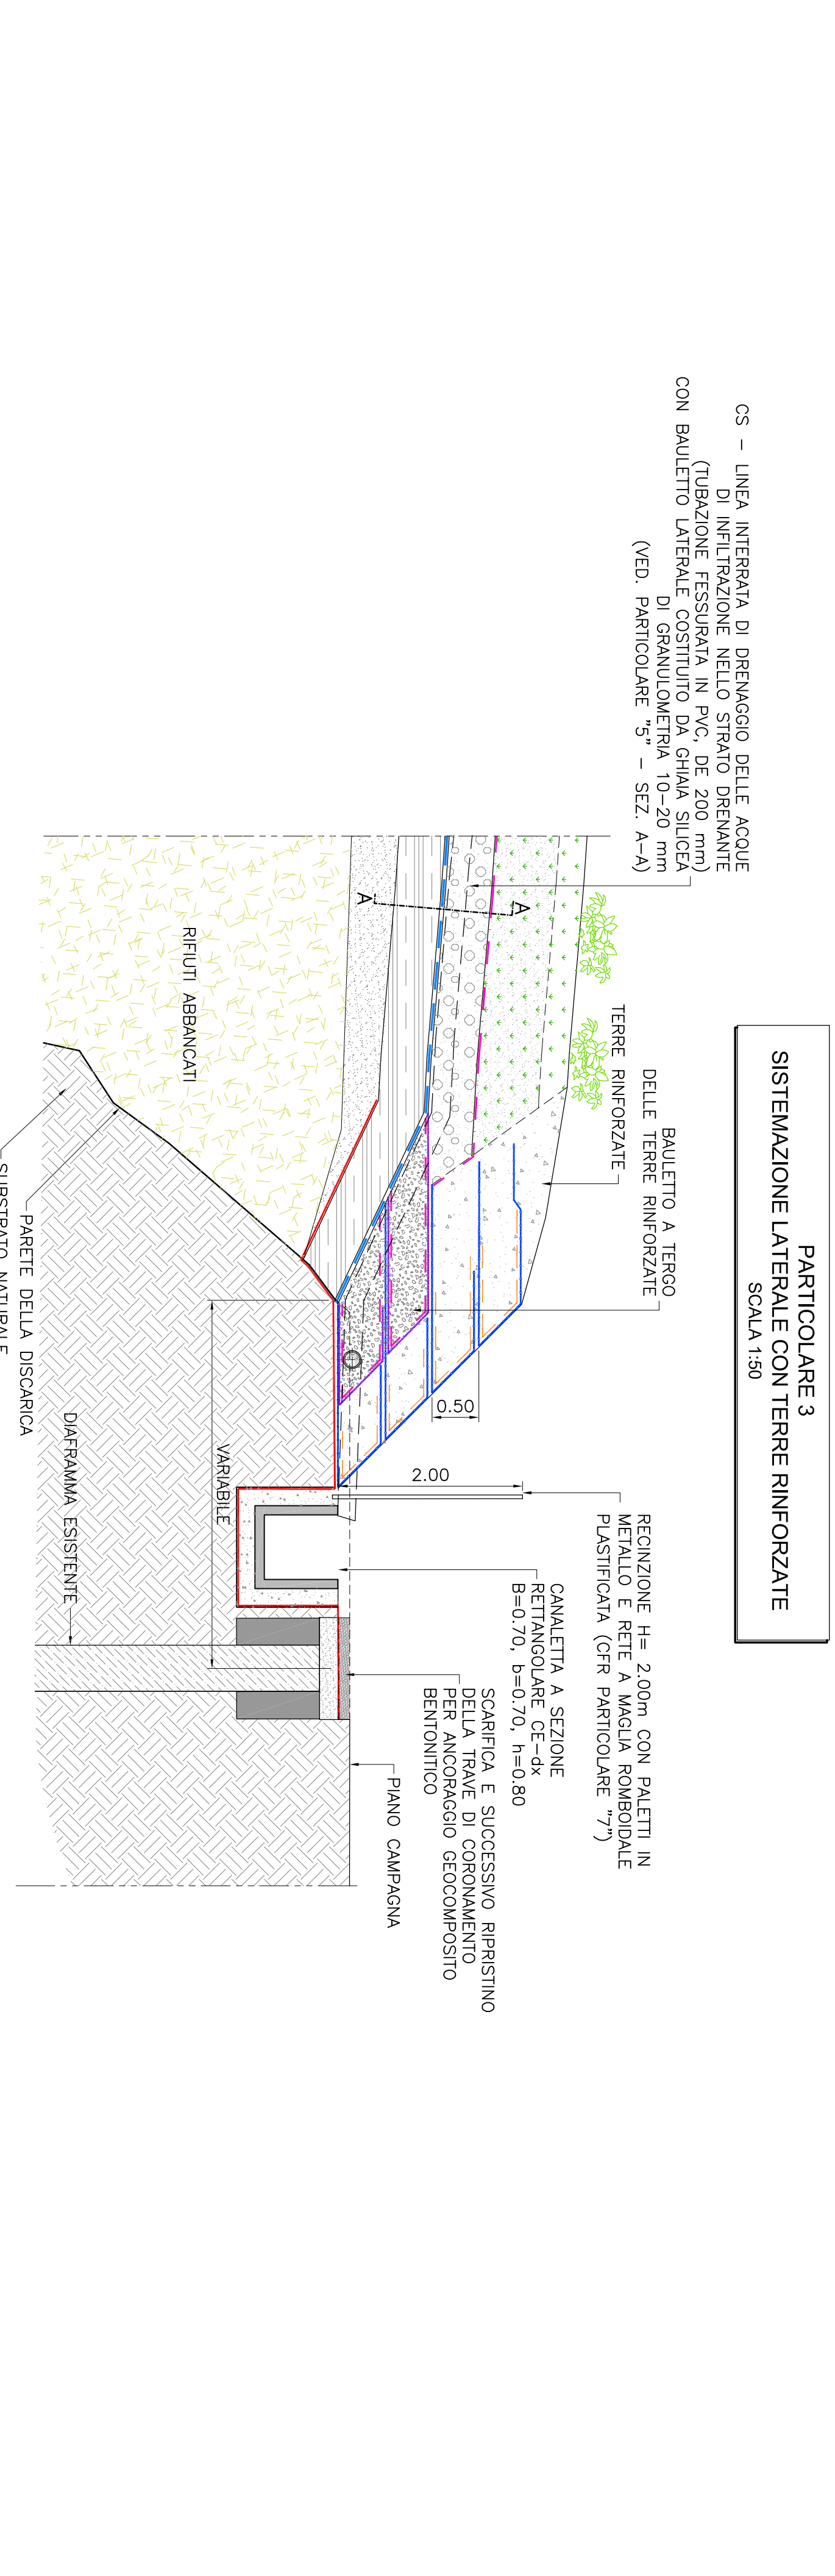 PARTICOLARE 3
SISTEMAZIONE LATERALE CON TERRE RINFORZATE
SCALA 1:50
CS - LINEA INTERRATA DI DRENAGGIO DELLE ACQUE
DI INFILTRAZIONE NELLO STRATO DRENANTE
(TUBAZIONE FESSURATA IN PVC, DE 200 mm)
CON BAULETTO LATERALE COSTITUITO DA GHIAIA SILICEA
DI GRANULOMETRIA 10-20 mm
(VED. PARTICOLARE "5" - SEZ. A-A)
BAULETTO A TERGO
DELLE TERRE RINFORZATE
TERRE RINFORZATE
RECINZIONE H= 2.00m CON PALETTI IN
METALLO E RETE A MAGLIA ROMBOIDALE
PLASTIFICATA (CFR PARTICOLARE "7")
CANALETTA A SEZIONE
RETTANGOLARE CE-dx
B=0.70, b=0.70, h=0.80
SCARIFICA E SUCCESSIVO RIPRISTINO
DELLA TRAVE DI CORONAMENTO
PER ANCORAGGIO GEOCOMPOSITO
BENTONITICO
PIANO CAMPAGNA
A
A
0.50
2.00
RIFIUTI ABBANCATI
VARIABILE
DIAFRAMMA ESISTENTE
PARETE DELLA DISCARICA
SUBSTRATO NATURALE